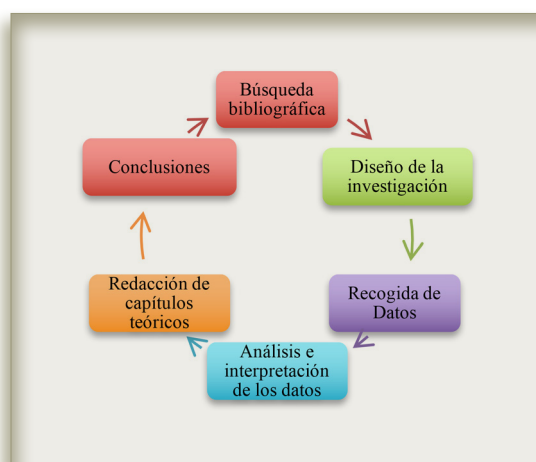 Búsqueda
bibliográfica
Diseño de la
investigación
Recogida de
Datos
Análisis e
interpretación
de los datos
Redacción de
capítulos
teóricos
Conclusiones